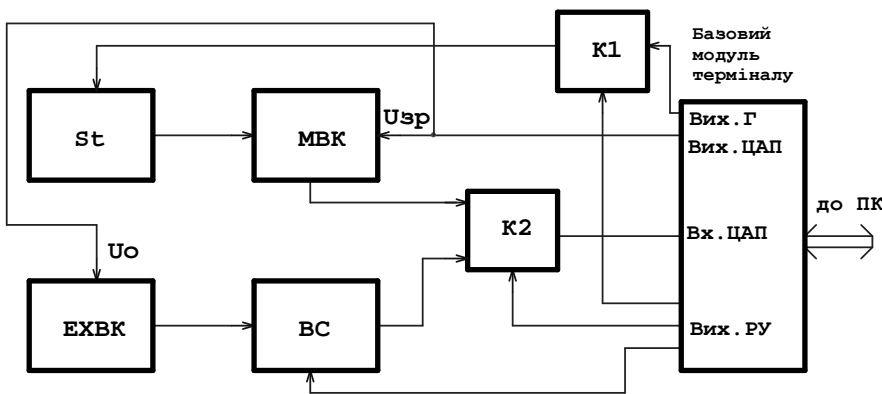 К1
Базовий
модуль
терміналу
St
МВК
Uзр
Вих.Г
Вих.ЦАП
К2
Вх.ЦАП
до ПК
Uo
ЕХВК
ВС
Вих.РУ